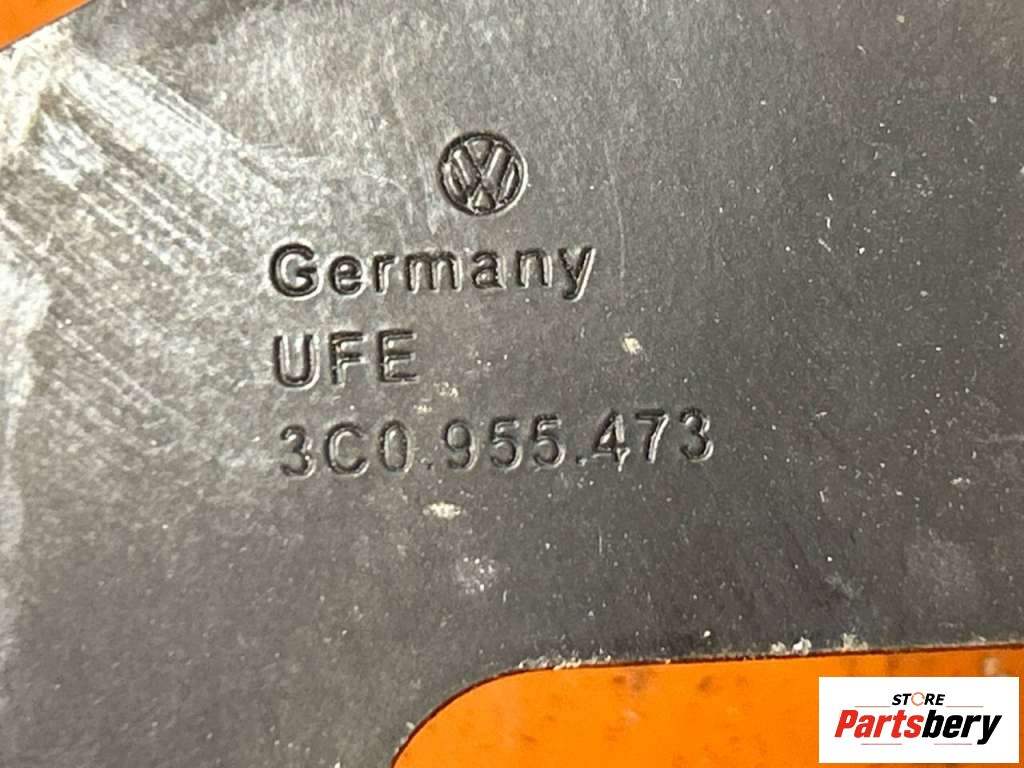 Germany
UFE
3C0.955.473
STORE
Partsbery